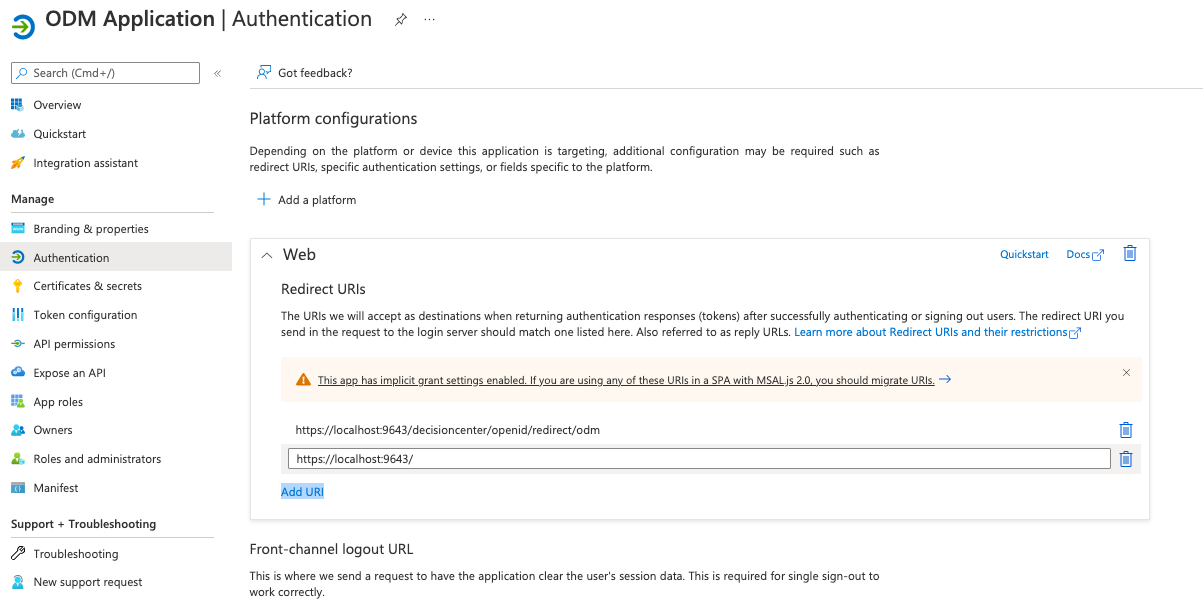 ODM Application | Authentication
Search (Cmd+/)
Overview
Quickstart
Integration assistant
Manage
Branding & properties
Authentication
Certificates & secrets
Token configuration
API permissions
Expose an API
App roles
Owners
Roles and administrators
Manifest
Support + Troubleshooting
Troubleshooting
New support request
Got feedback?
Platform configurations
Depending on the platform or device this application is targeting, additional configuration may be required such as
redirect URIs, specific authentication settings, or fields specific to the platform.
Add a platform
Web
Quickstart
Docs
Redirect URIs
The URIs we will accept as destinations when returning authentication responses (tokens) after successfully authenticating or signing out users. The redirect URI you
send in the request to the login server should match one listed here. Also referred to as reply URLs. Learn more about Redirect URIs and their restrictions
This app has implicit grant settings enabled. If you are using any of these URIs in a SPA with MSAL.js 2.0, you should migrate URIs.
https://localhost:9643/decisioncenter/openid/redirect/odm
https://localhost:9643/
Add URI
Front-channel logout URL
This is where we send a request to have the application clear the user's session data. This is required for single sign-out to
work correctly.